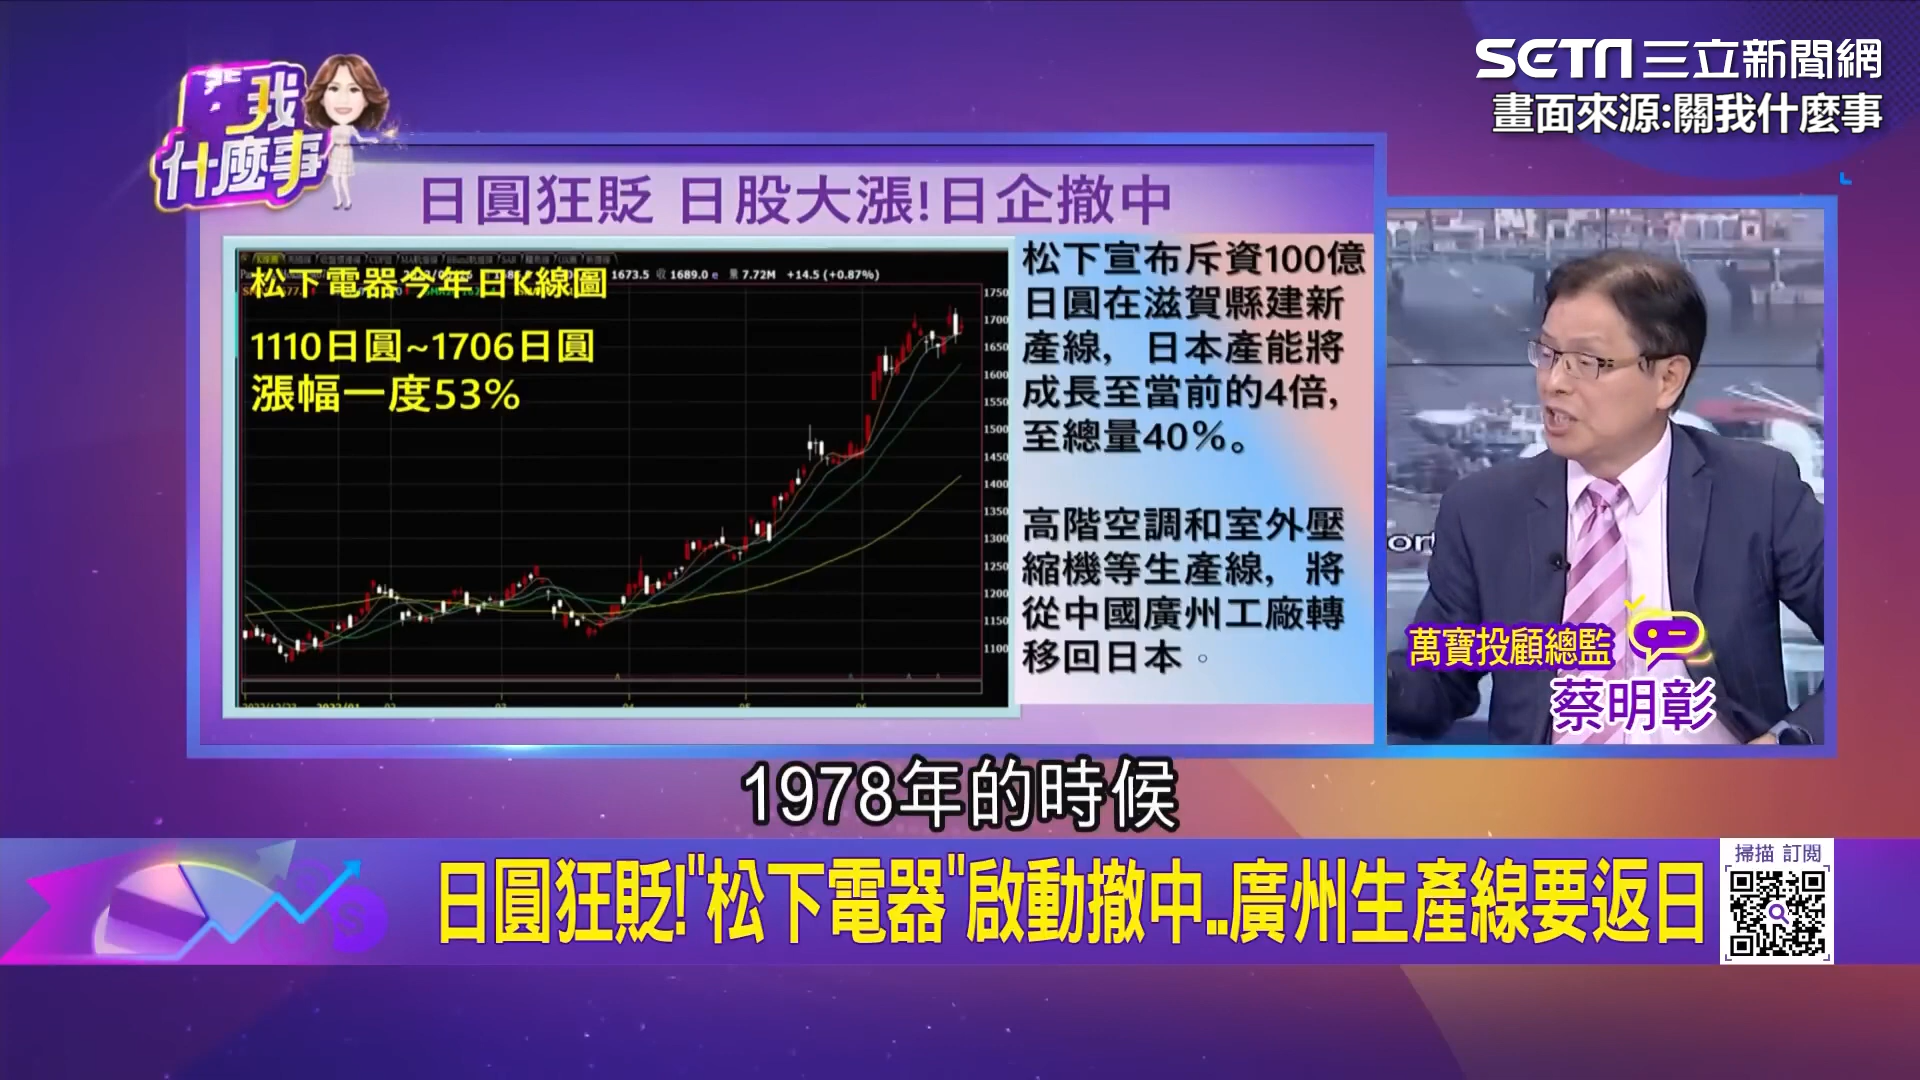 SETN三立新聞網
畫面來源:關我什麼事
我
什麼事
日圓狂貶 日股大漲!日企撤中
松下電器今年日K線圖
1673.5 收 1689.0 e 量 7.72M +14.5 (+0.87%)
1110日圓~1706日圓
漲幅一度53%
1750
1700
1650
1600
1550
1500
1450
1400
1350
1300
1250
1200
1150
1100
松下宣布斥資100億
日圓在滋賀縣建新
產線，日本產能將
成長至當前的4倍，
至總量40%。
高階空調和室外壓
縮機等生產線，將
從中國廣州工廠轉
移回日本。
萬寶投顧總監
蔡明彰
1978年的時候
日圓狂貶!"松下電器"啟動撤中..廣州生產線要返日
掃描 訂閱